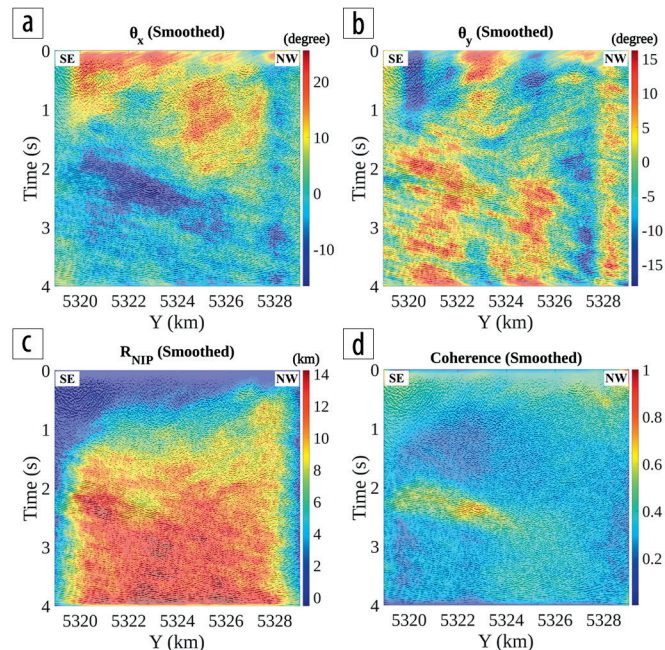 a
θx (Smoothed)
(degree)
SE
NW
0
1
2
3
4
Time (s)
5320 5322 5324 5326 5328
Y (km)
20
10
0
-10
b
θy (Smoothed)
(degree)
SE
NW
0
1
2
3
4
Time (s)
5320 5322 5324 5326 5328
Y (km)
15
10
5
0
-5
-10
-15
c
RNIP (Smoothed)
(km)
SE
NW
0
1
2
3
4
Time (s)
5320 5322 5324 5326 5328
Y (km)
14
12
10
8
6
4
2
0
d
Coherence (Smoothed)
SE
NW
0
1
2
3
4
Time (s)
5320 5322 5324 5326 5328
Y (km)
1
0.8
0.6
0.4
0.2